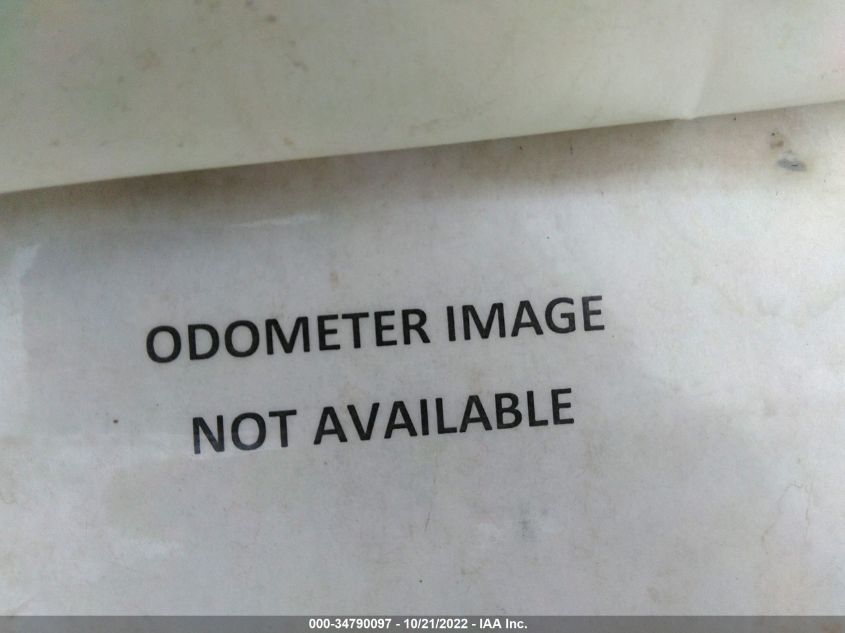 ODOMETER IMAGE
NOT AVAILABLE
000-34790097 - 10/21/2022 - IAA Inc.